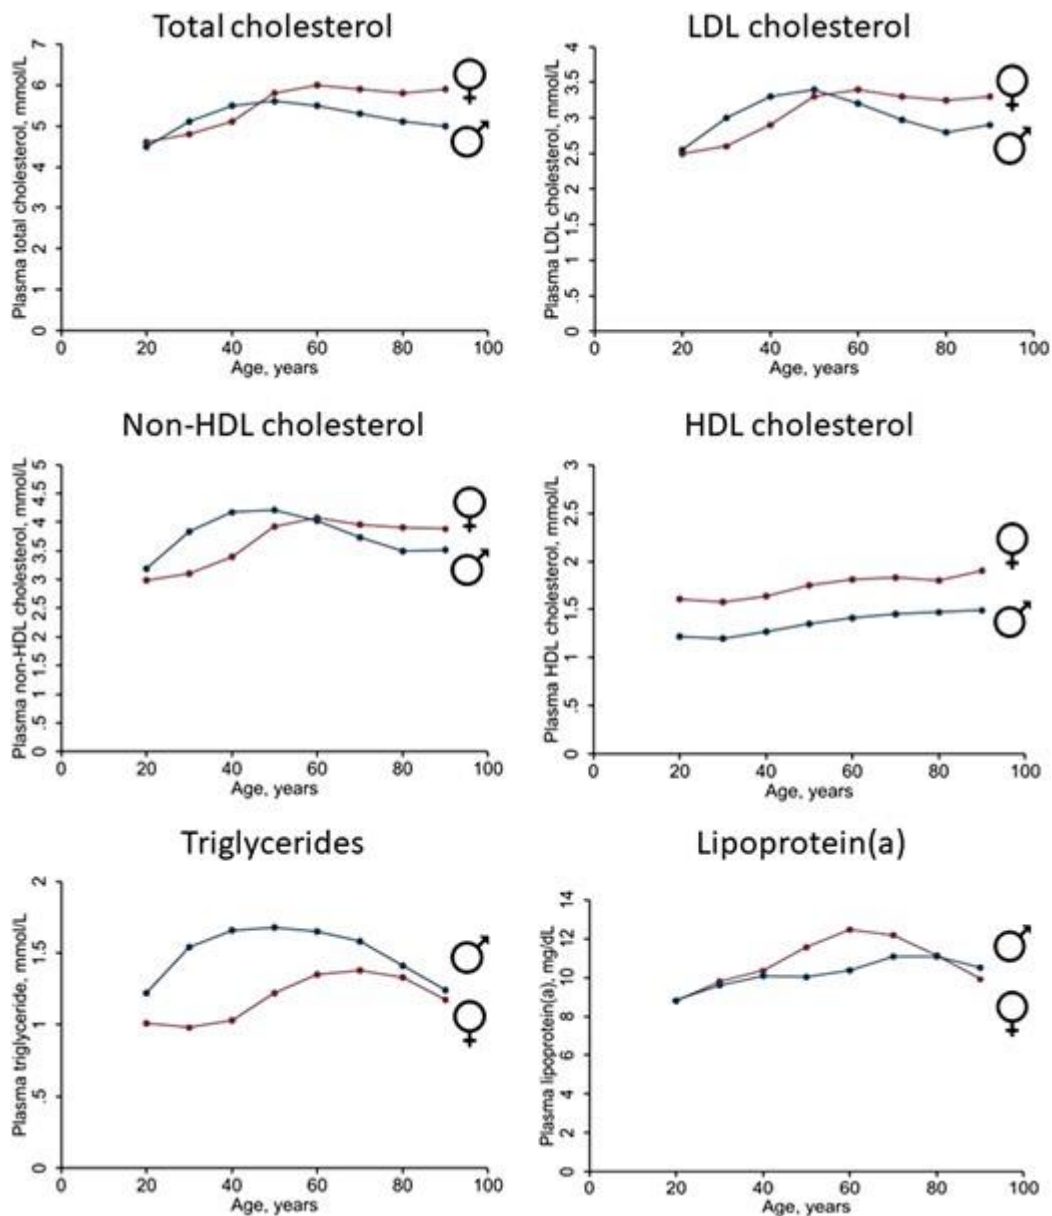 Total cholesterol
Plasma total cholesterol, mmol/L
7
6
5
4
3
2
1
0
0 20 40 60 80 100
Age, years
LDL cholesterol
Plasma LDL cholesterol, mmol/L
4
3.5
3
2.5
2
1.5
1
.5
0
0 20 40 60 80 100
Age, years
Non-HDL cholesterol
Plasma non-HDL cholesterol, mmol/L
5
4.5
4
3.5
3
2.5
2
1.5
1
.5
0
0 20 40 60 80 100
Age, years
HDL cholesterol
Plasma HDL cholesterol, mmol/L
3
2.5
2
1.5
1
.5
0
0 20 40 60 80 100
Age, years
Triglycerides
Plasma triglyceride, mmol/L
2
1.5
1
.5
0
0 20 40 60 80 100
Age, years
Lipoprotein(a)
Plasma lipoprotein(a), mg/dL
14
12
10
8
6
4
2
0
0 20 40 60 80 100
Age, years